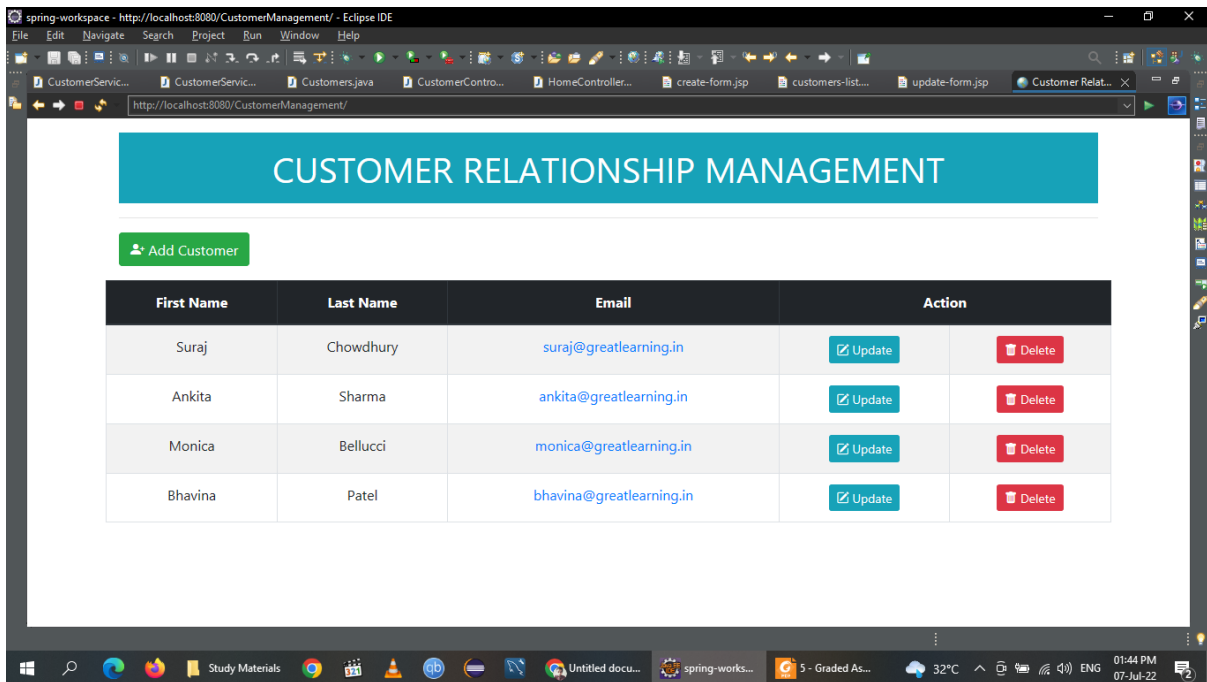 spring-workspace - http://localhost:8080/CustomerManagement/ - Eclipse IDE
File Edit Navigate Search Project Run Window Help
CustomerServic... CustomerServic... Customers.java CustomerContro... HomeController... create-form.jsp customers-list.... update-form.jsp Customer Relat...
http://localhost:8080/CustomerManagement/
CUSTOMER RELATIONSHIP MANAGEMENT
Add Customer
First Name Last Name Email Action
Suraj Chowdhury suraj@greatlearning.in Update Delete
Ankita Sharma ankita@greatlearning.in Update Delete
Monica Bellucci monica@greatlearning.in Update Delete
Bhavina Patel bhavina@greatlearning.in Update Delete
Study Materials qb Untitled docu... spring-works... 5 - Graded As... 32°C ENG 01:44 PM
07-Jul-22 2